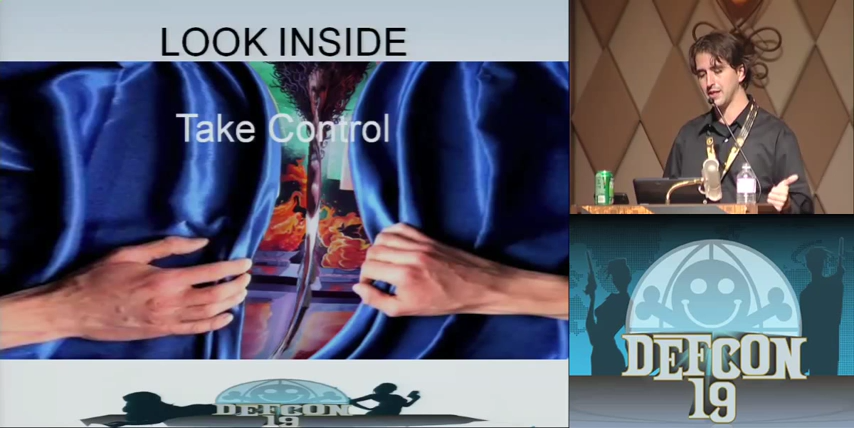 LOOK INSIDE
Take Control
DEFCON
19
DEFCON
19